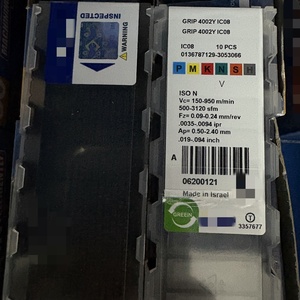 INSPECTED
WARNING
GRIP 4002Y IC08
GRIP 4002Y IC08
IC08 10 PCS
0136787129-3053066
P M K N S H
V
ISO N
Vc= 150-950 m/min
500-3120 sfm
Fz= 0.09-0.24 mm/rev
.0035-.0094 ipr
Ap= 0.50-2.40 mm
.019-.094 inch
A
06200121
Made in Israel
GREEN
T
3357677